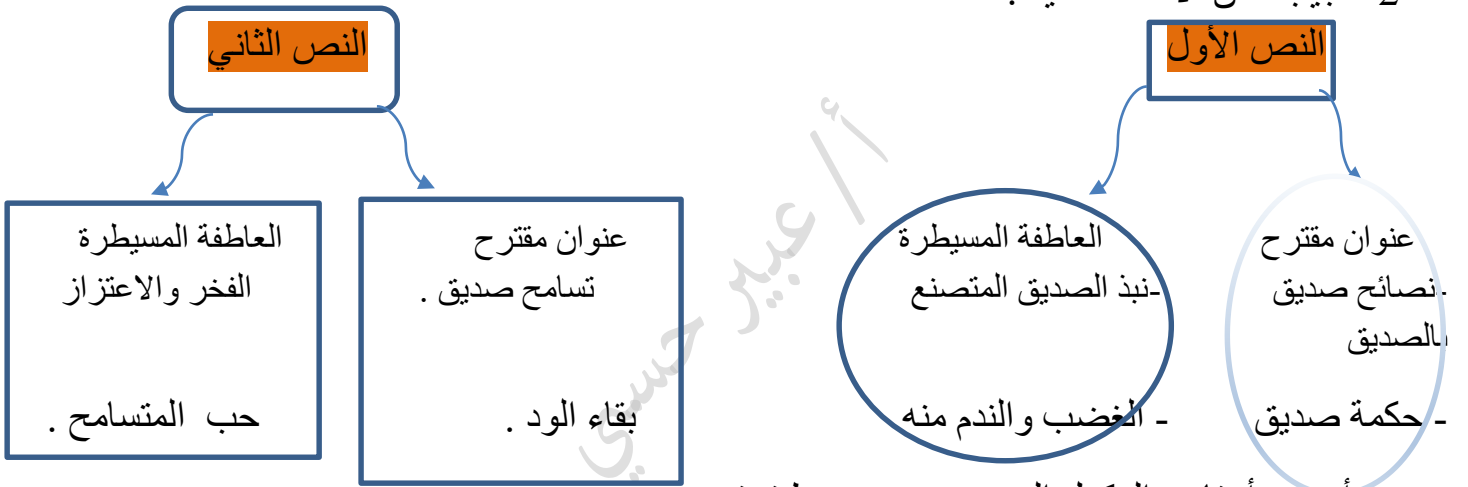 النص الأول
النص الثاني
عنوان مقترح
-نصائح صديق
بالصديق
- حكمة صديق
العاطفة المسيطرة
-نبذ الصديق المتصنع
- الغضب والندم منه
عنوان مقترح
تسامح صديق .
بقاء الود .
العاطفة المسيطرة
الفخر والاعتزاز
حب المتسامح .
أ/ عبير حسني